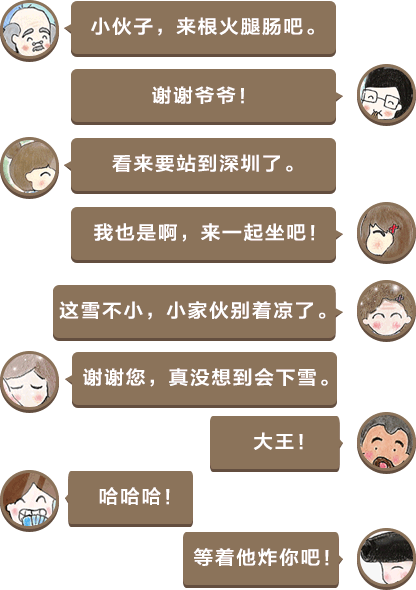 小伙子，来根火腿肠吧。
谢谢爷爷！
看来要站到深圳了。
我也是啊，来一起坐吧！
这雪不小，小家伙别着凉了。
谢谢您，真没想到会下雪。
大王！
哈哈哈！
等着他炸你吧！